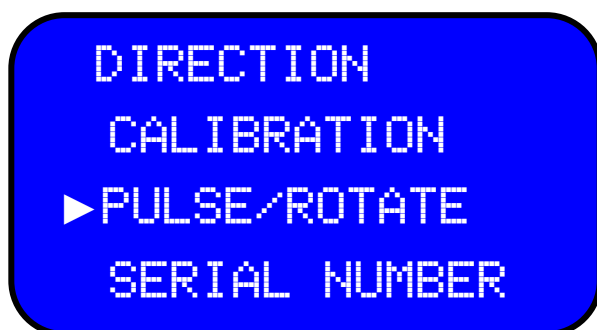 DIRECTION
CALIBRATION
►PULSE/ROTATE
SERIAL NUMBER